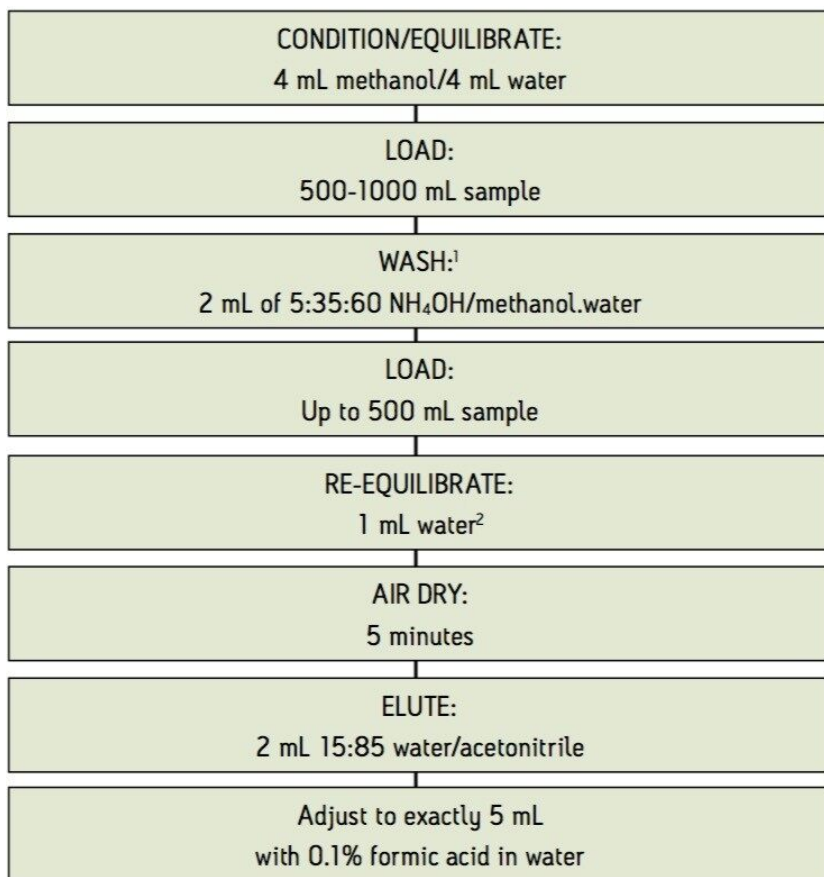 CONDITION/EQUILIBRATE:
4 mL methanol/4 mL water
LOAD:
500-1000 mL sample
WASH:¹
2 mL of 5:35:60 NH₄OH/methanol.water
LOAD:
Up to 500 mL sample
RE-EQUILIBRATE:
1 mL water²
AIR DRY:
5 minutes
ELUTE:
2 mL 15:85 water/acetonitrile
Adjust to exactly 5 mL
with 0.1% formic acid in water